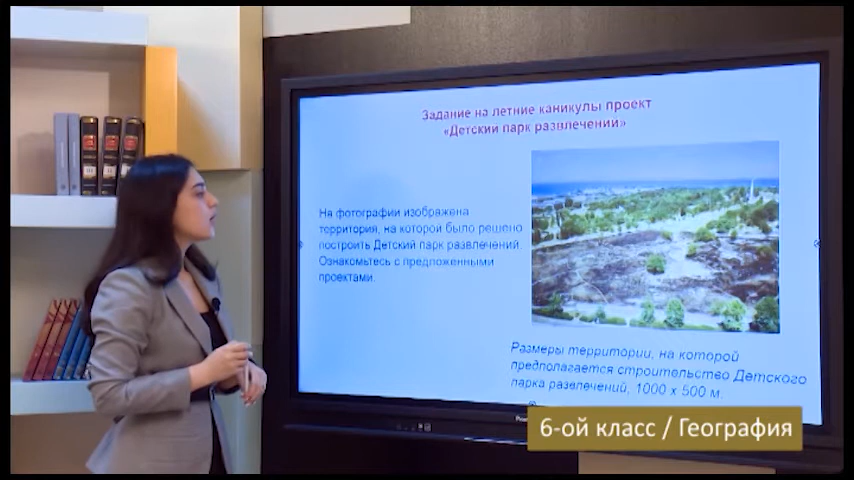 Задание на летние каникулы проект
«Детский парк развлечений»
На фотографии изображена
территория, на которой было решено
построить Детский парк развлечений.
Ознакомьтесь с предложенными
проектами.
Размеры территории, на которой
предполагается строительство Детского
парка развлечений, 1000 х 500 м.
6-ой класс / География